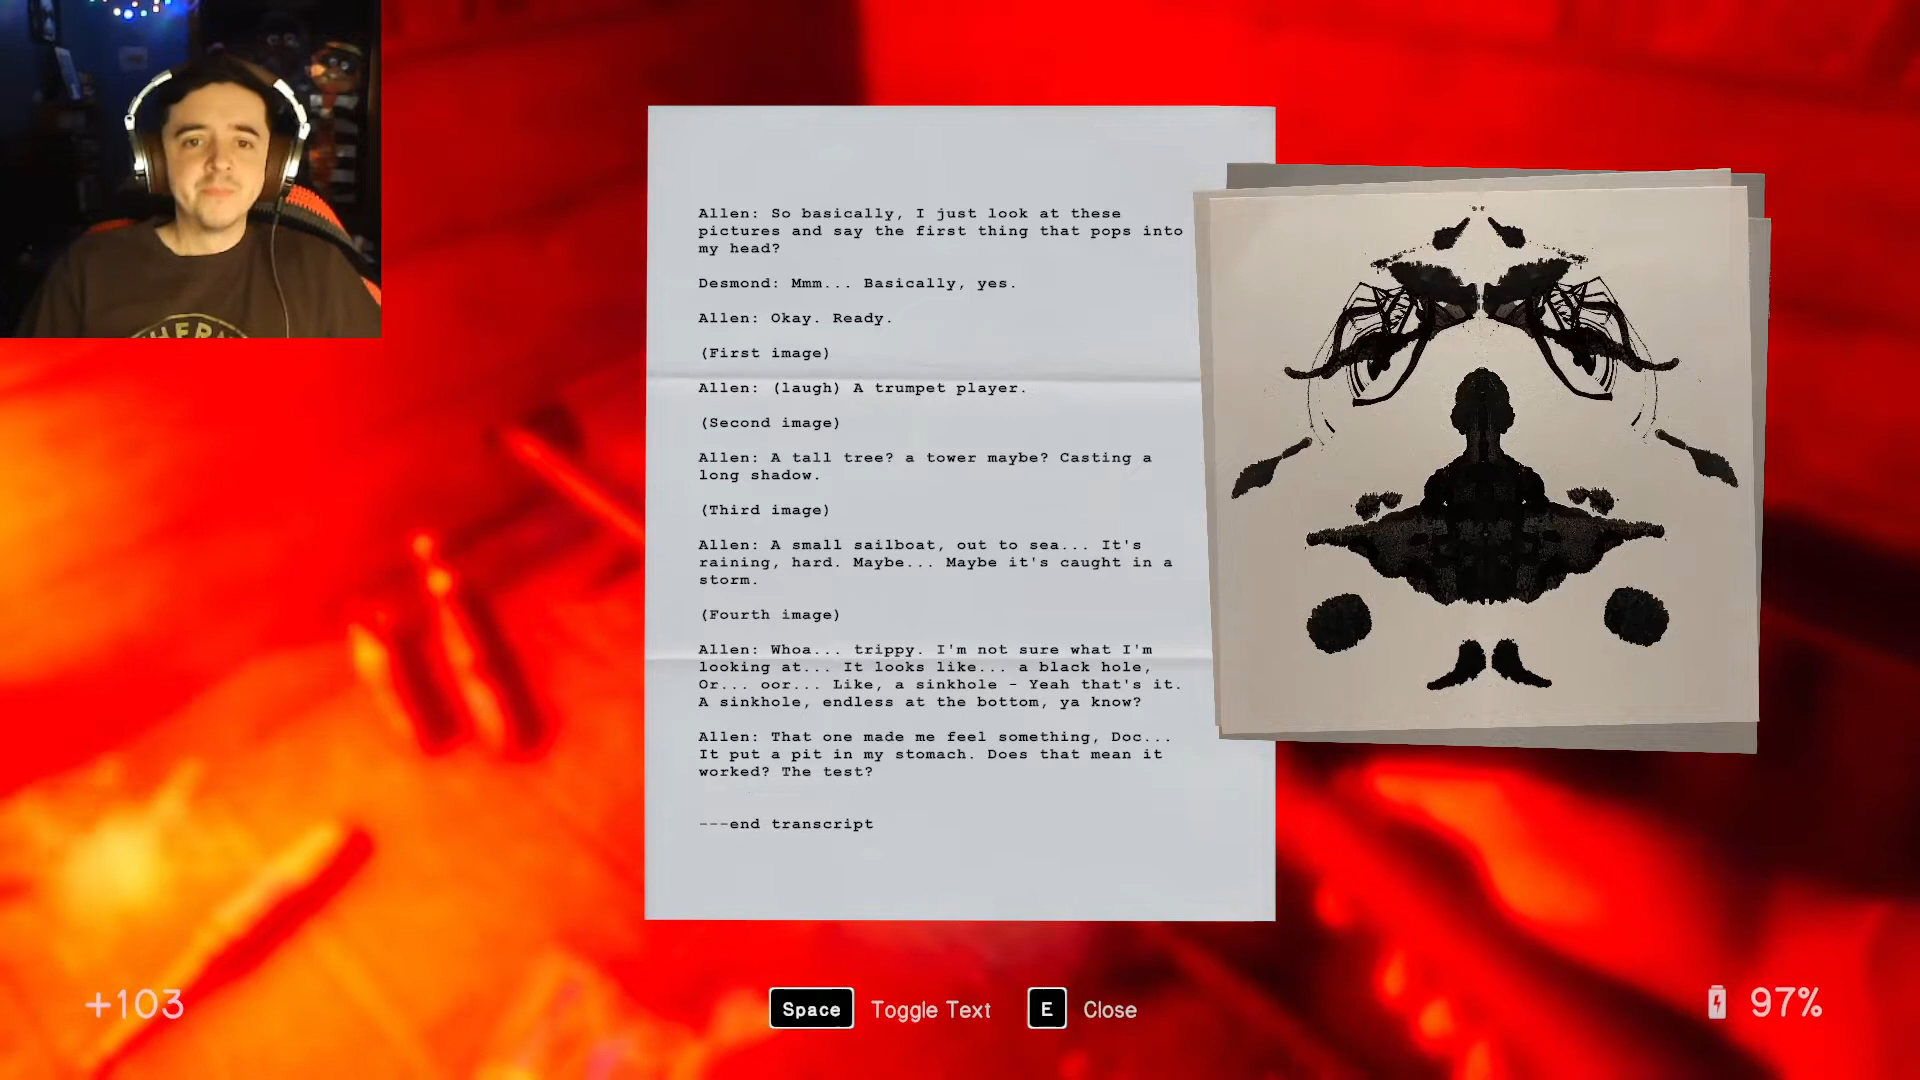 HERN
Allen: So basically, I just look at these
pictures and say the first thing that pops into
my head?
Desmond: Mmm... Basically, yes.
Allen: Okay. Ready.
(First image)
Allen: (laugh) A trumpet player.
(Second image)
Allen: A tall tree? a tower maybe? Casting a
long shadow.
(Third image)
Allen: A small sailboat, out to sea... It's
raining, hard. Maybe... Maybe it's caught in a
storm.
(Fourth image)
Allen: Whoa... trippy. I'm not sure what I'm
looking at... It looks like... a black hole,
Or... oor... Like, a sinkhole - Yeah that's it.
A sinkhole, endless at the bottom, ya know?
Allen: That one made me feel something, Doc...
It put a pit in my stomach. Does that mean it
worked? The test?
---end transcript
+103
Space Toggle Text E Close
97%